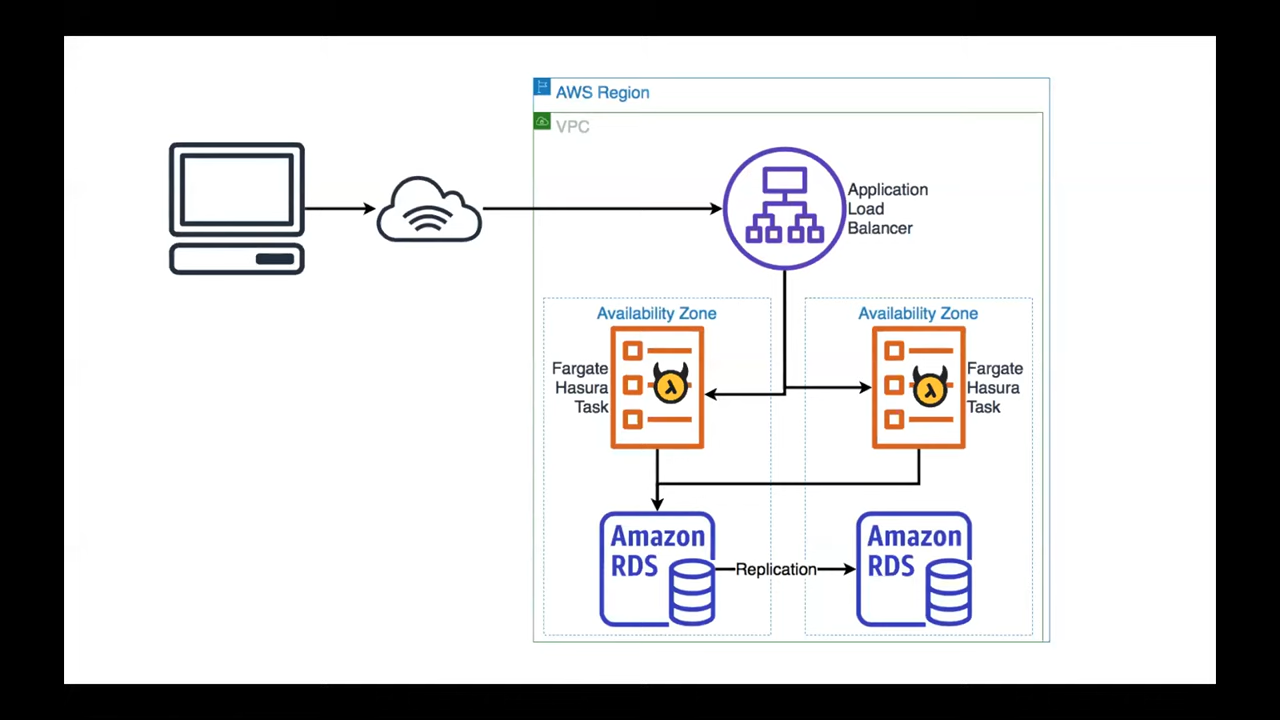 AWS Region
VPC
Application
Load
Balancer
Availability Zone
Availability Zone
Fargate
Hasura
Task
λ
λ
Fargate
Hasura
Task
Amazon
RDS
Replication
Amazon
RDS